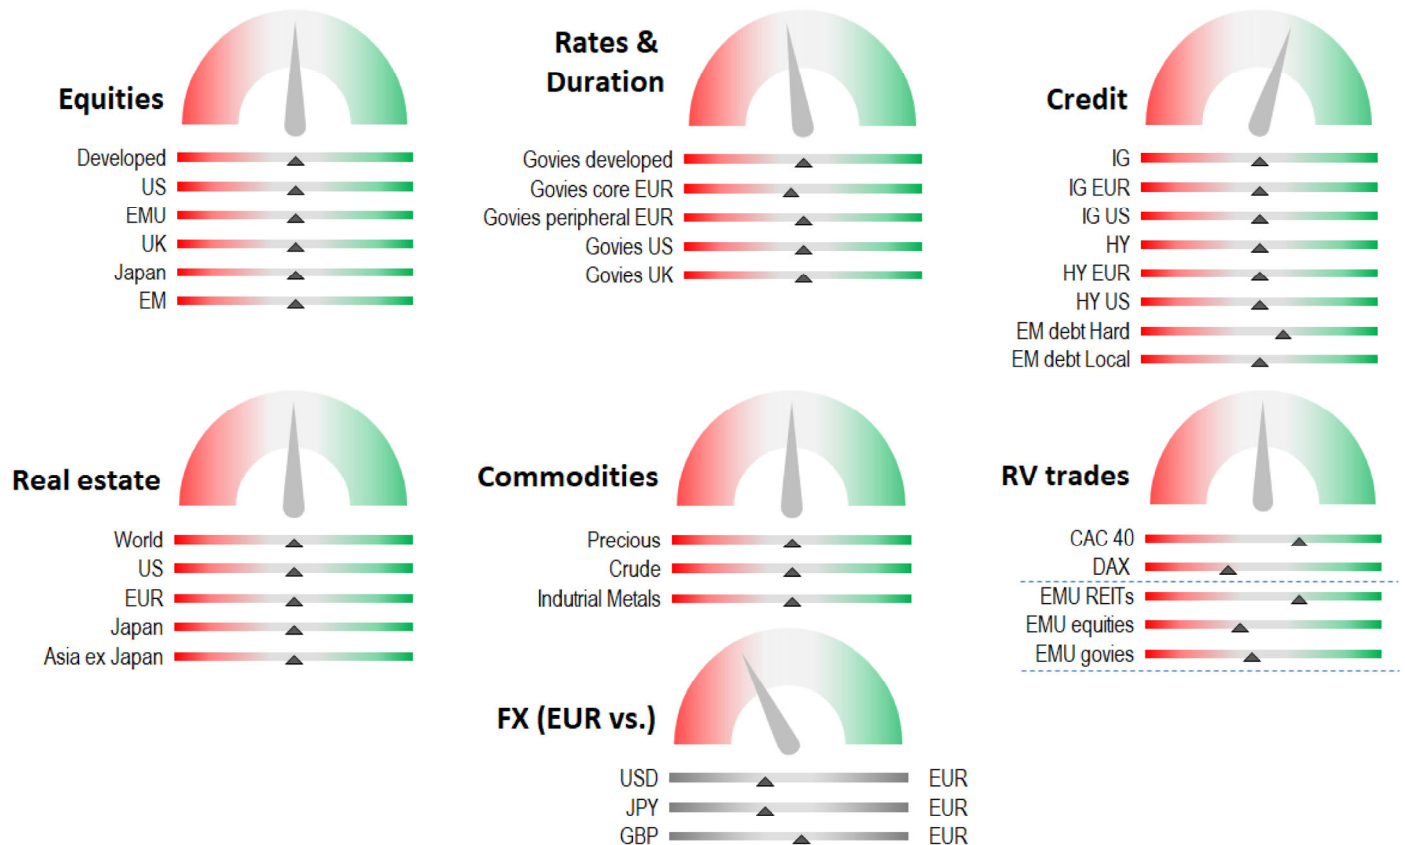 Equities
Developed
US
EMU
UK
Japan
EM
Rates &
Duration
Govies developed
Govies core EUR
Govies peripheral EUR
Govies US
Govies UK
Credit
IG
IG EUR
IG US
HY
HY EUR
HY US
EM debt Hard
EM debt Local
Real estate
World
US
EUR
Japan
Asia ex Japan
Commodities
Precious
Crude
Indutrial Metals
RV trades
CAC 40
DAX
EMU REITs
EMU equities
EMU govies
FX (EUR vs.)
USD EUR
JPY EUR
GBP EUR